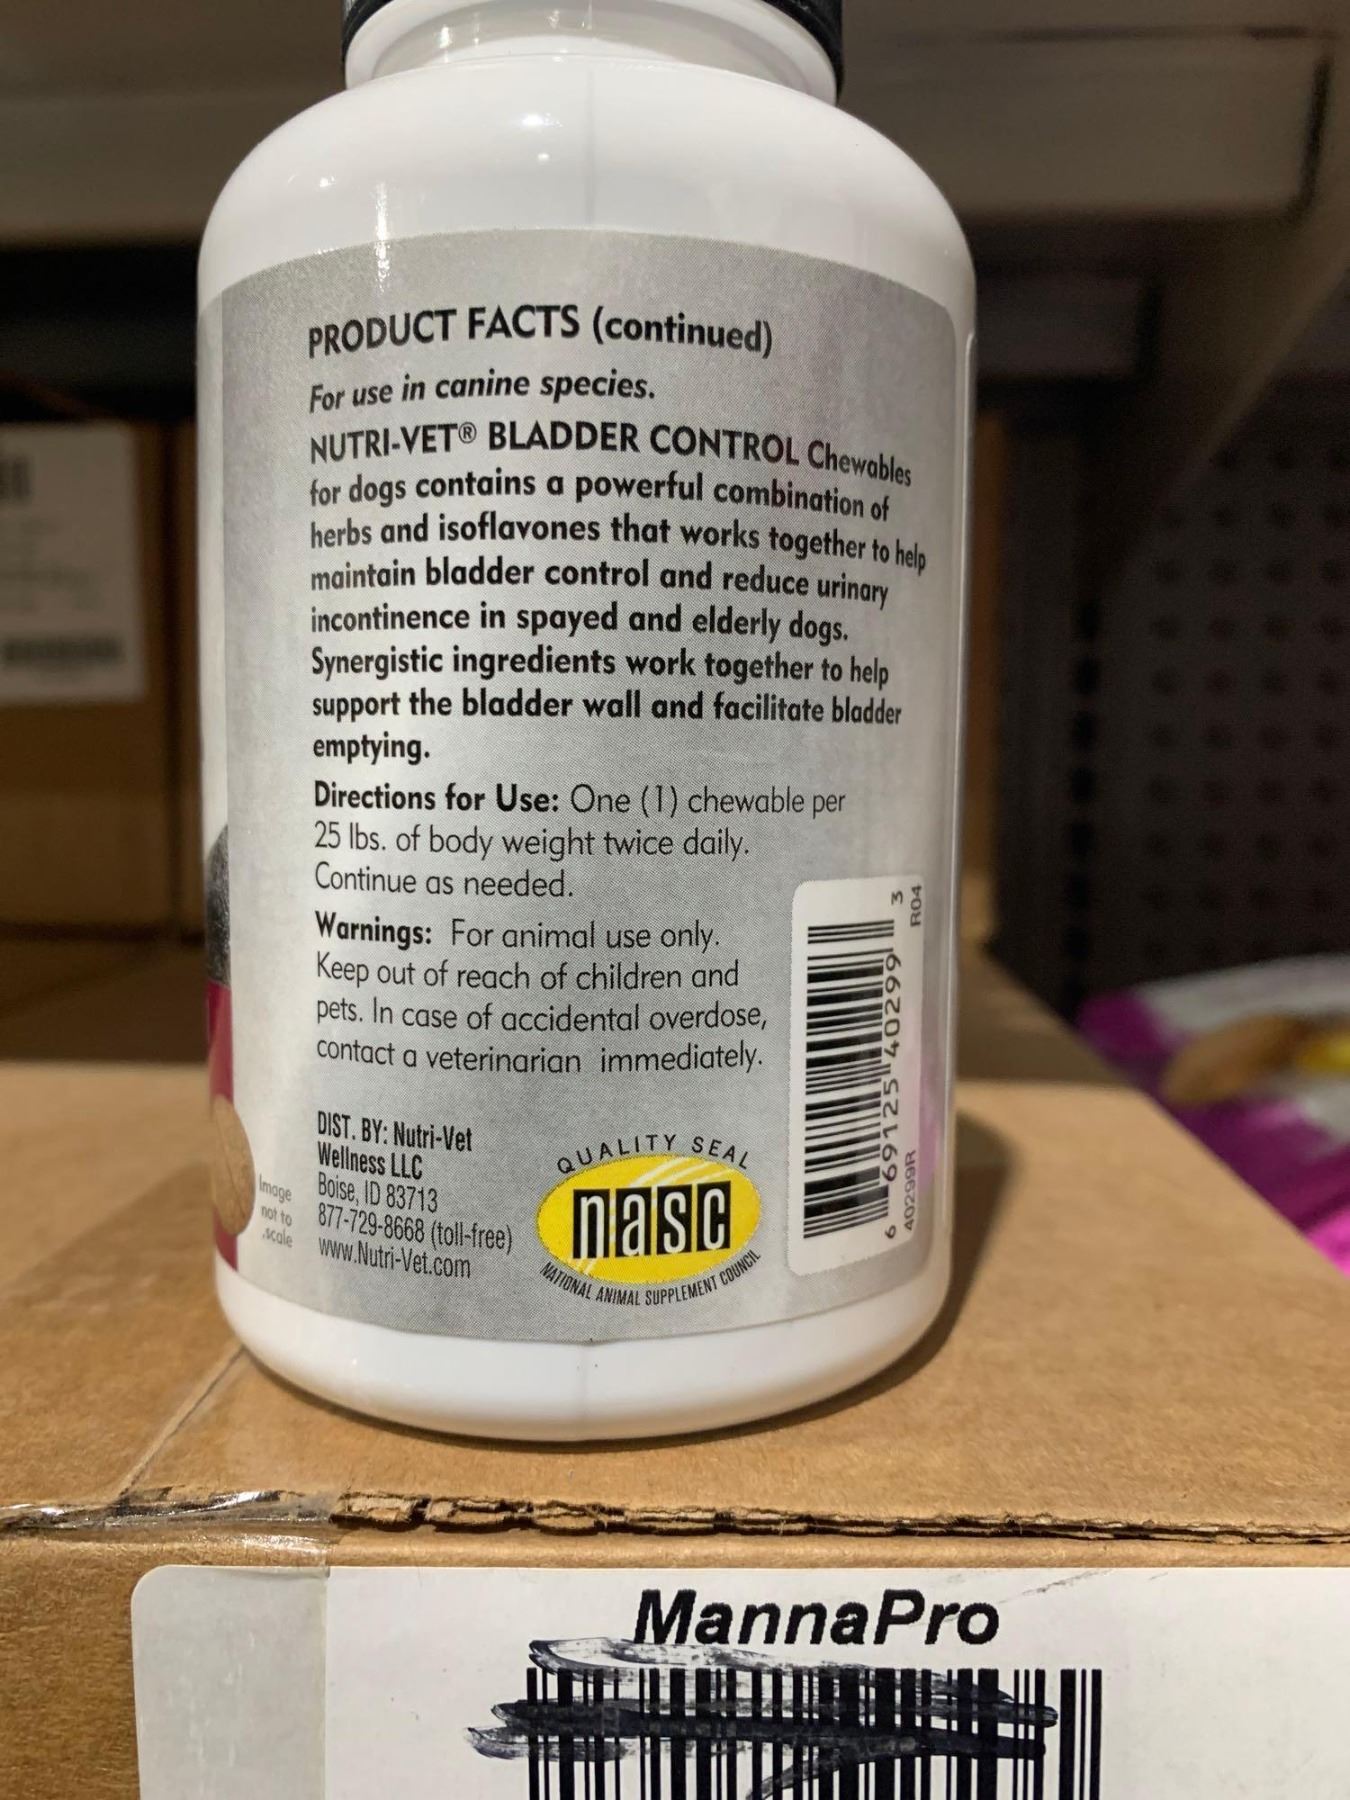 PRODUCT FACTS (continued)
For use in canine species.
NUTRI-VET® BLADDER CONTROL Chewables
for dogs contains a powerful combination of
herbs and isoflavones that works together to help
maintain bladder control and reduce urinary
incontinence in spayed and elderly dogs.
Synergistic ingredients work together to help
support the bladder wall and facilitate bladder
emptying.
Directions for Use: One (1) chewable per
25 lbs. of body weight twice daily.
Continue as needed.
Warnings: For animal use only.
Keep out of reach of children and
pets. In case of accidental overdose,
contact a veterinarian immediately.
DIST. BY: Nutri-Vet
Wellness LLC
Boise, ID 83713
877-729-8668 (toll-free)
www.Nutri-Vet.com
Image
not to
scale
QUALITY SEAL
nasc
NATIONAL ANIMAL SUPPLEMENT COUNCIL
6 69125 40299 3
40299R R04
MannaPro